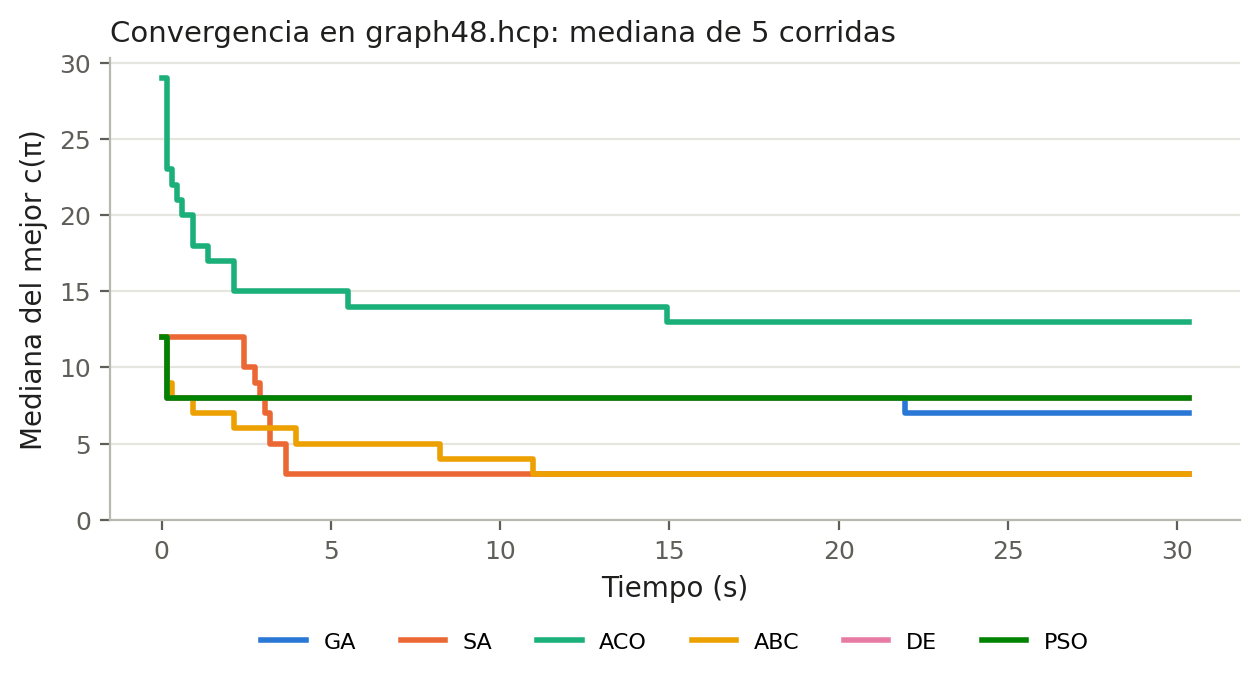 Convergencia en graph48.hcp: mediana de 5 corridas
Mediana del mejor c(π)
30
25
20
15
10
5
0
0 5 10 15 20 25 30
Tiempo (s)
GA SA ACO ABC DE PSO